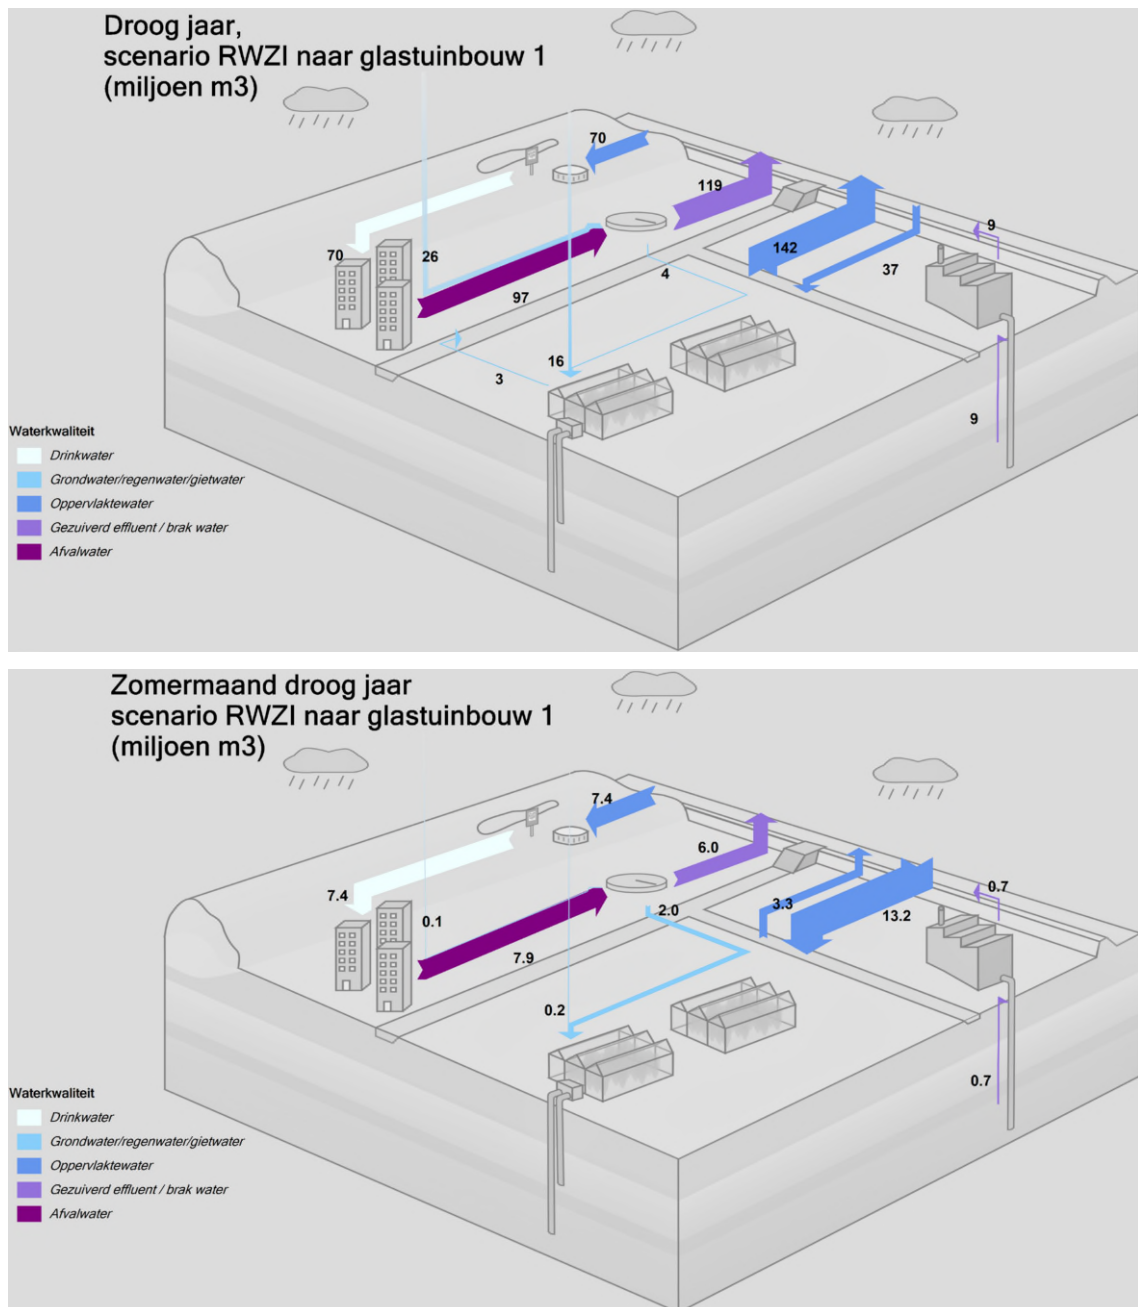 Droog jaar,
scenario RWZI naar glastuinbouw 1
(miljoen m3)
70
119
9
70
26
142
37
4
97
16
3
9
Waterkwaliteit
Drinkwater
Grondwater/regenwater/gietwater
Oppervlaktewater
Gezuiverd effluent / brak water
Afvalwater
Zomermaand droog jaar
scenario RWZI naar glastuinbouw 1
(miljoen m3)
7.4
6.0
0.7
7.4
0.1
2.0
3.3
13.2
7.9
0.2
0.7
Waterkwaliteit
Drinkwater
Grondwater/regenwater/gietwater
Oppervlaktewater
Gezuiverd effluent / brak water
Afvalwater